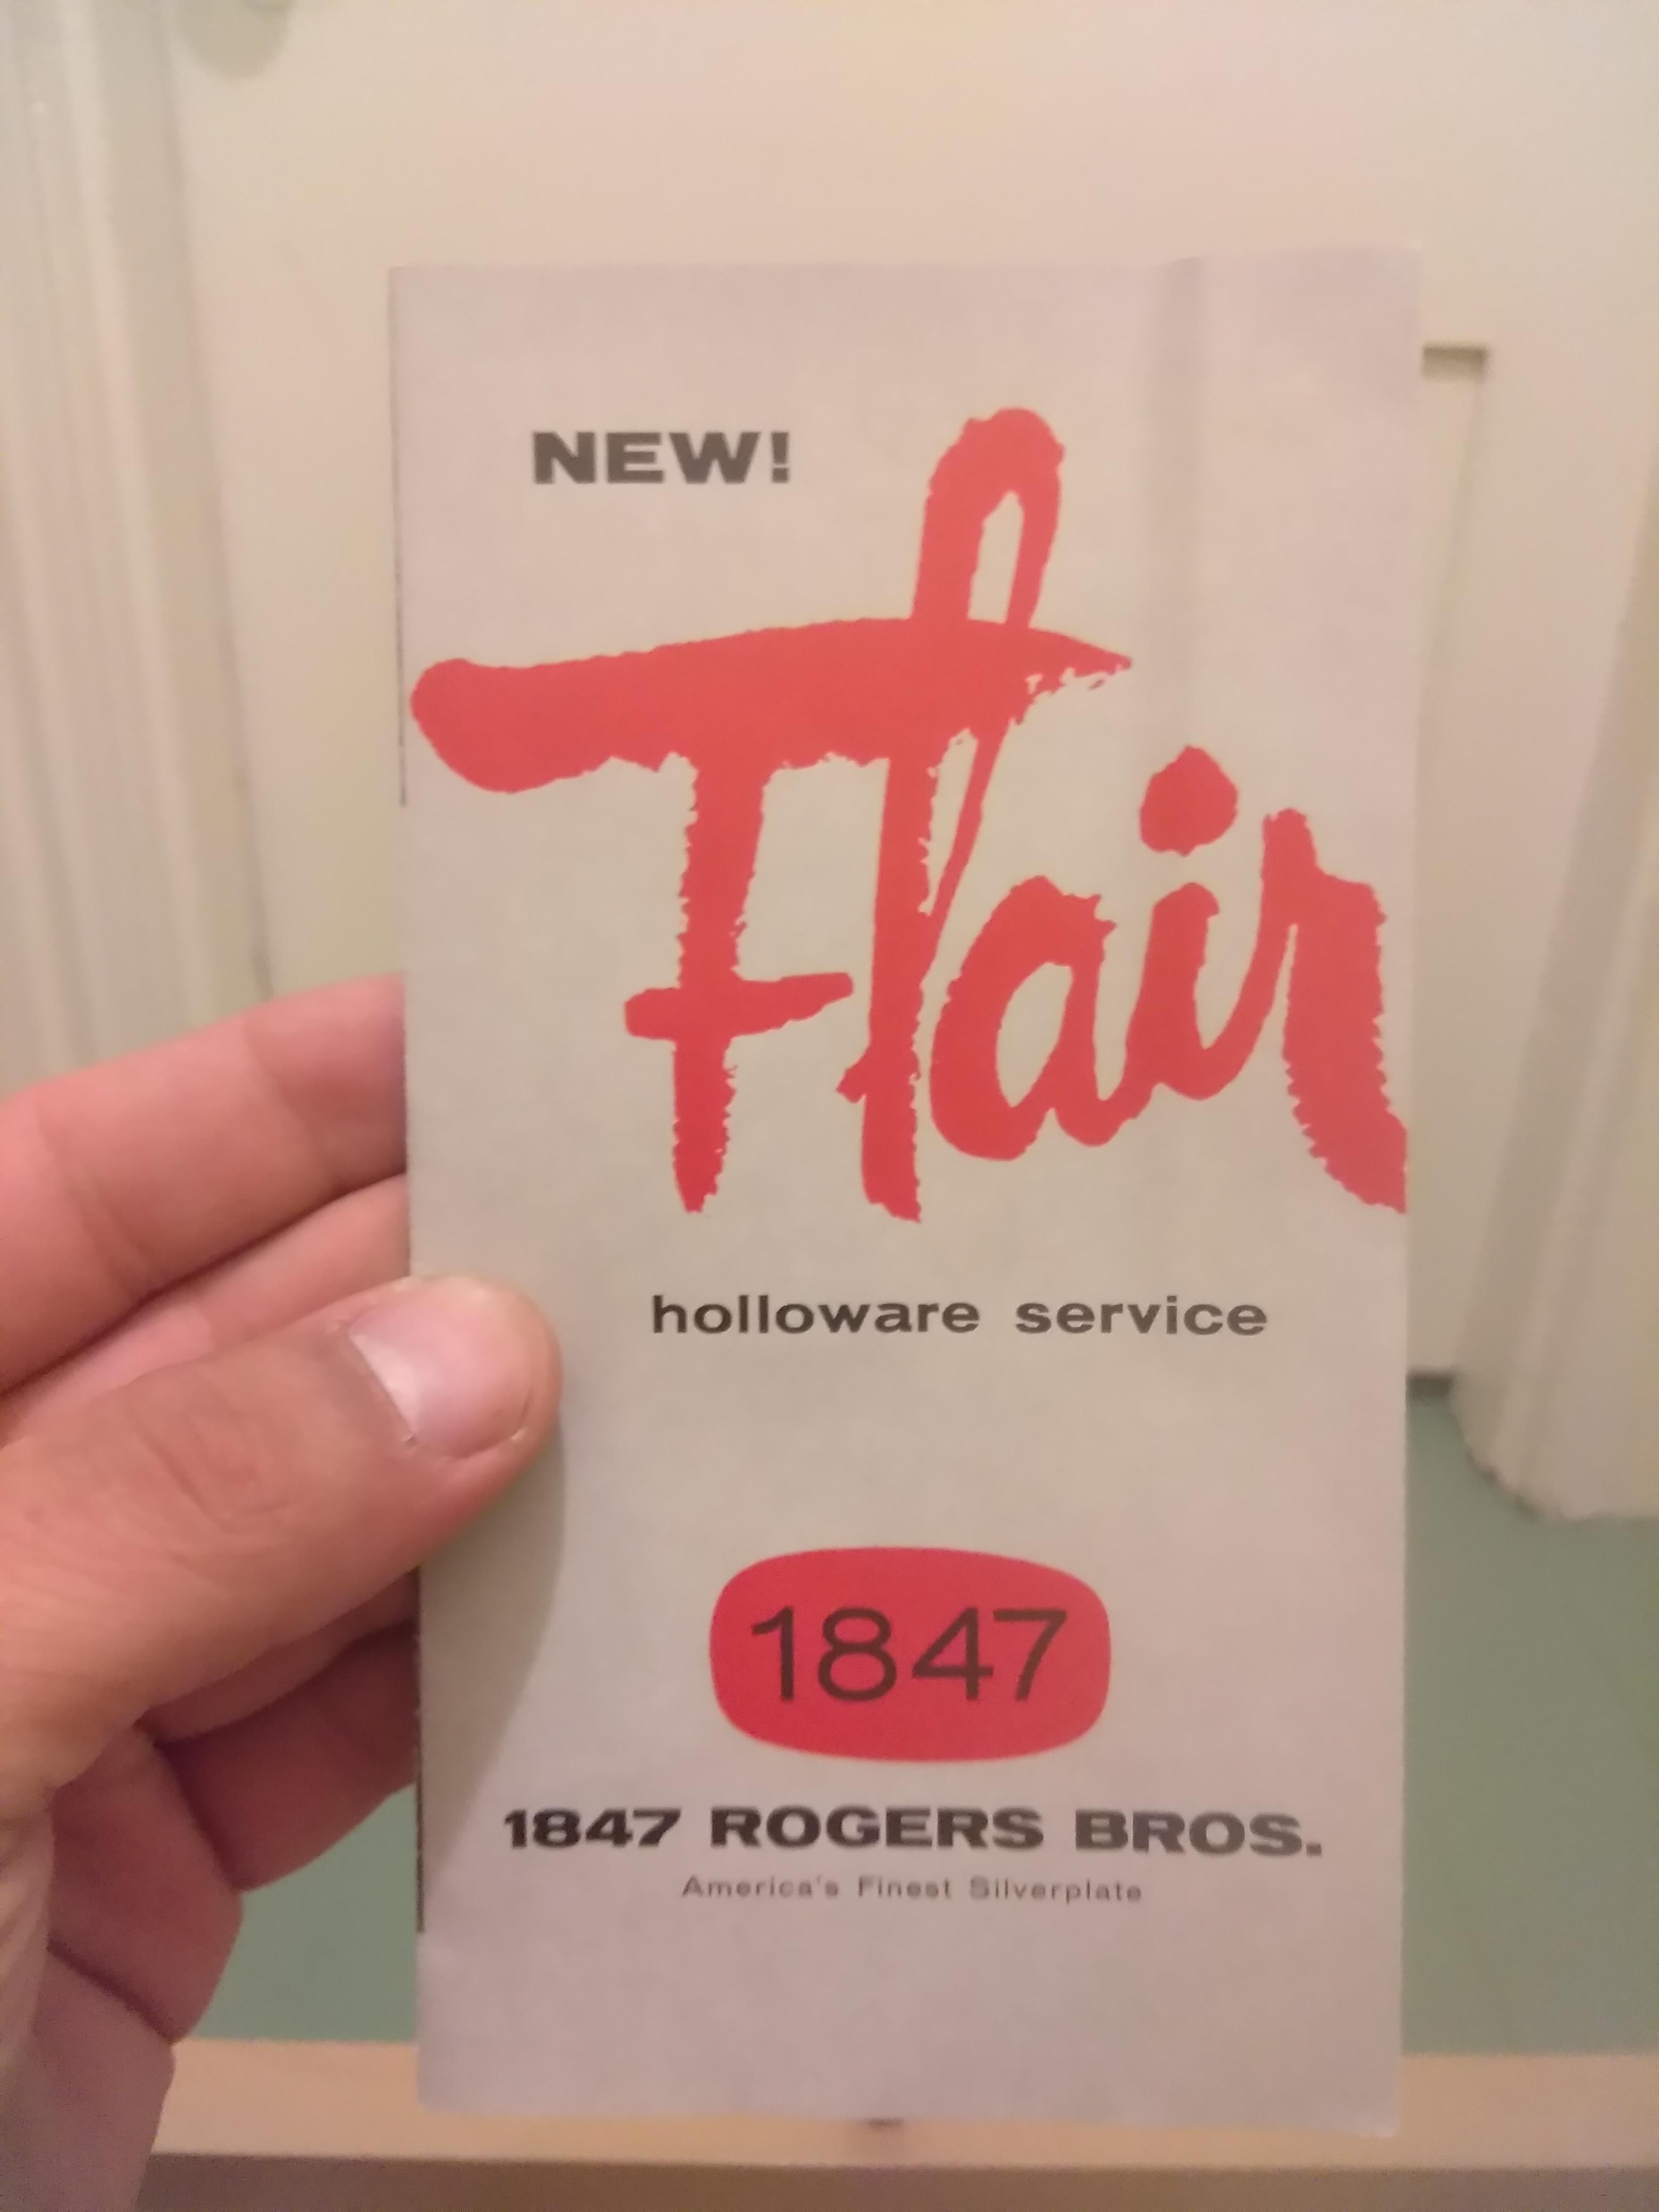 NEW!
Flair
holloware service
1847
1847 ROGERS BROS.
America's Finest Silverplate